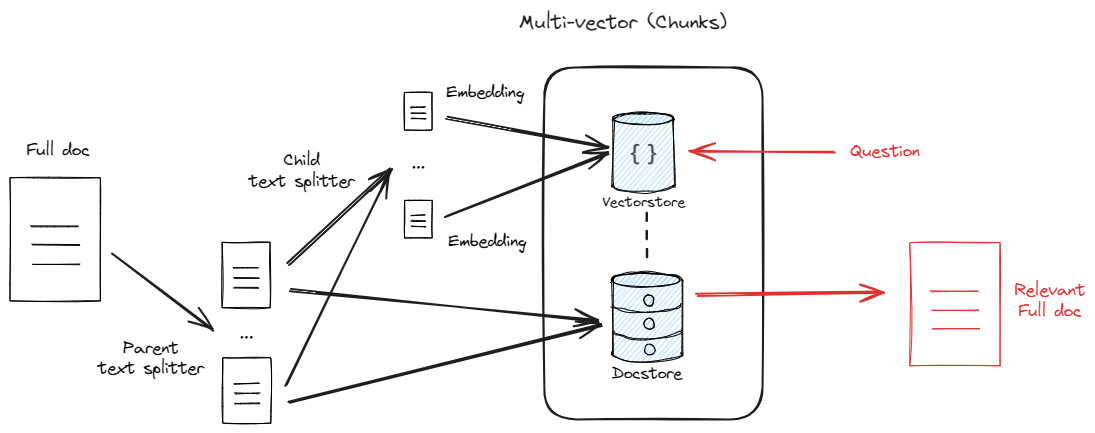 Multi-vector (Chunks)
Full doc
Parent
text splitter
...
Child
text splitter
...
Embedding
Embedding
{ }
Vectorstore
Docstore
Question
Relevant
Full doc